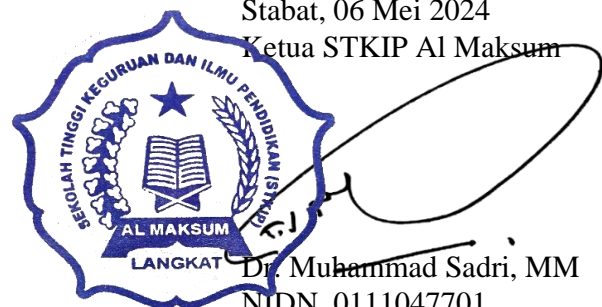 Stabat, 06 Mei 2024
Ketua STKIP Al Maksum
SEKOLAH TINGGI KEGURUAN DAN ILMU PENDIDIKAN (STKIP)
AL MAKSUM
LANGKAT
Dr. Muhammad Sadri, MM
NIDN. 0111047701